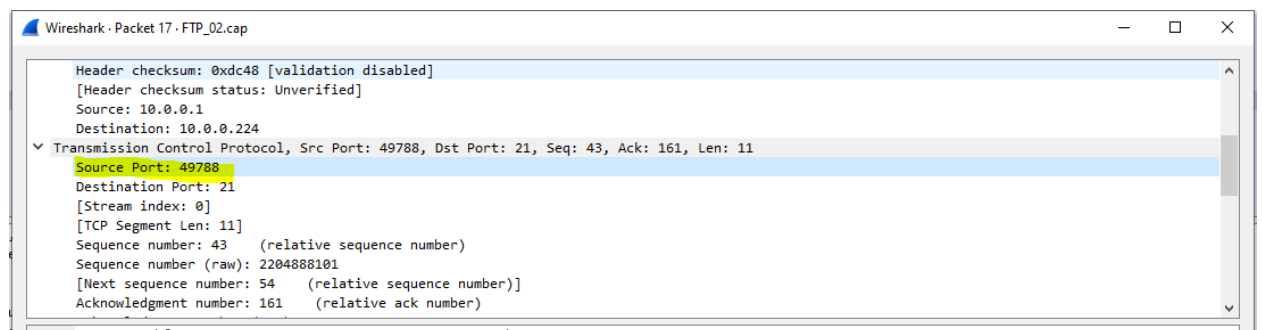 Wireshark · Packet 17 · FTP_02.cap
Header checksum: 0xdc48 [validation disabled]
[Header checksum status: Unverified]
Source: 10.0.0.1
Destination: 10.0.0.224
Transmission Control Protocol, Src Port: 49788, Dst Port: 21, Seq: 43, Ack: 161, Len: 11
Source Port: 49788
Destination Port: 21
[Stream index: 0]
[TCP Segment Len: 11]
Sequence number: 43    (relative sequence number)
Sequence number (raw): 2204888101
[Next sequence number: 54    (relative sequence number)]
Acknowledgment number: 161    (relative ack number)